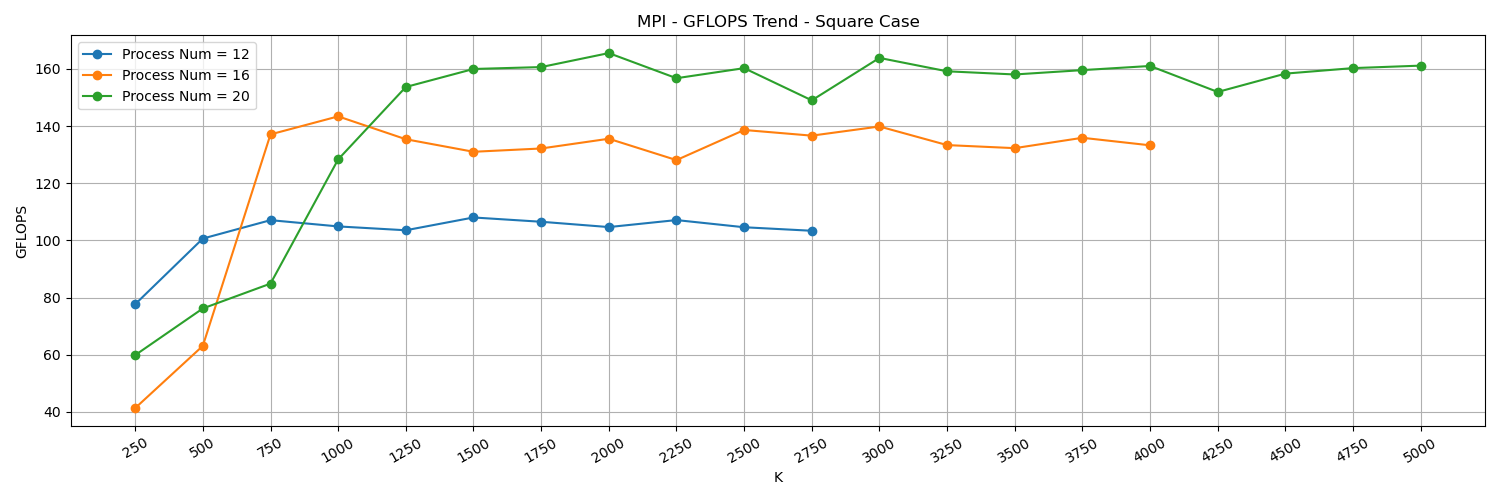 MPI - GFLOPS Trend - Square Case
Process Num = 12
Process Num = 16
Process Num = 20
GFLOPS
160
140
120
100
80
60
40
250 500 750 1000 1250 1500 1750 2000 2250 2500 2750 3000 3250 3500 3750 4000 4250 4500 4750 5000
K